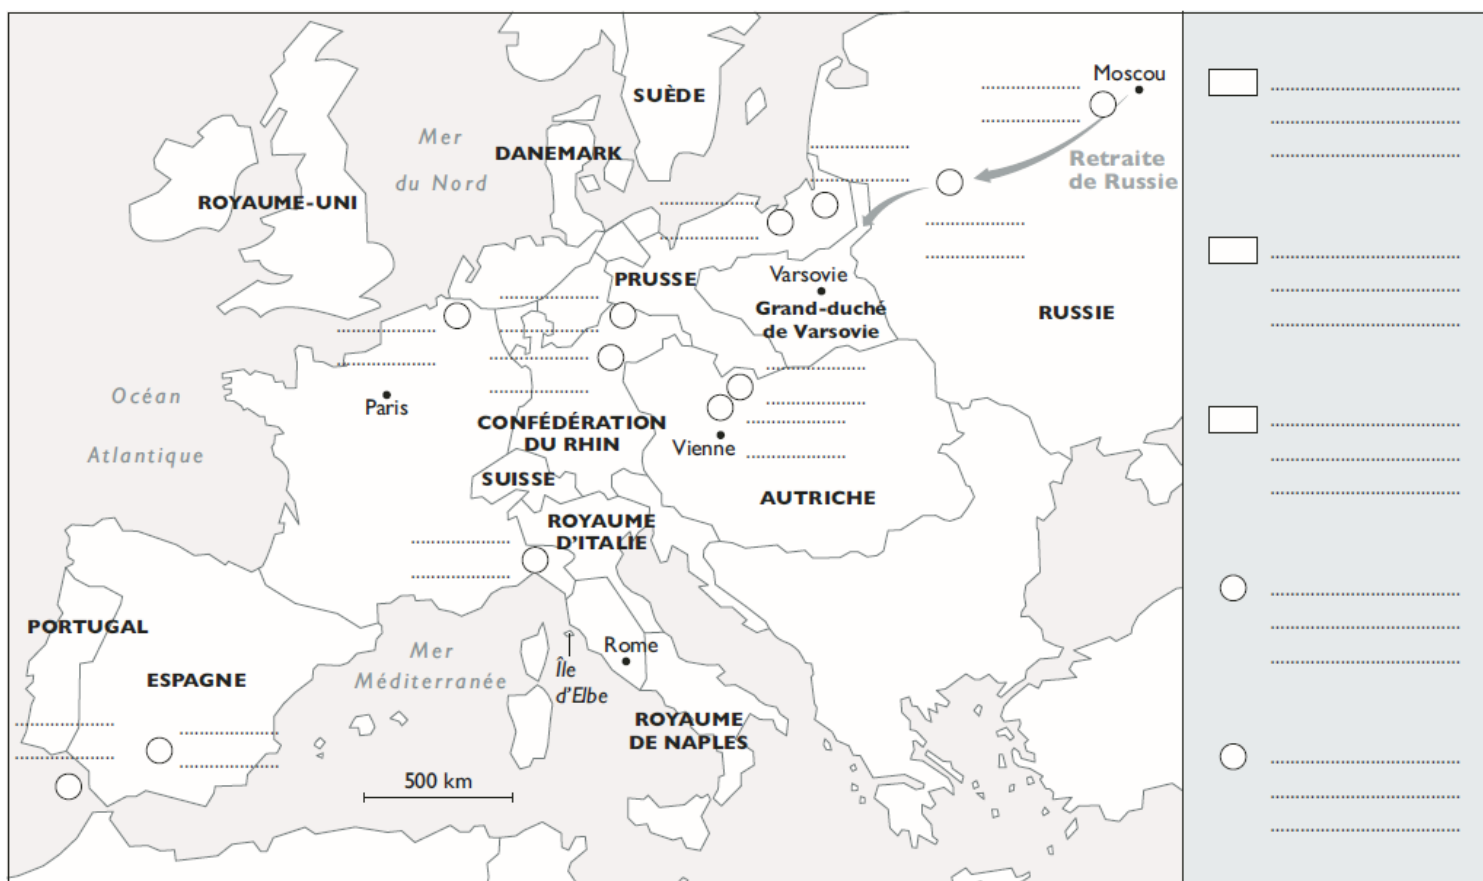 Moscou
SUÈDE
Mer
du Nord
DANEMARK
Retraite
de Russie
ROYAUME-UNI
PRUSSE
Varsovie
Grand-duché
de Varsovie
RUSSIE
Océan
Atlantique
Paris
CONFÉDÉRATION
DU RHIN
Vienne
SUISSE
AUTRICHE
ROYAUME
D'ITALIE
PORTUGAL
Mer
Méditerranée
ESPAGNE
Rome
Île
d'Elbe
ROYAUME
DE NAPLES
500 km